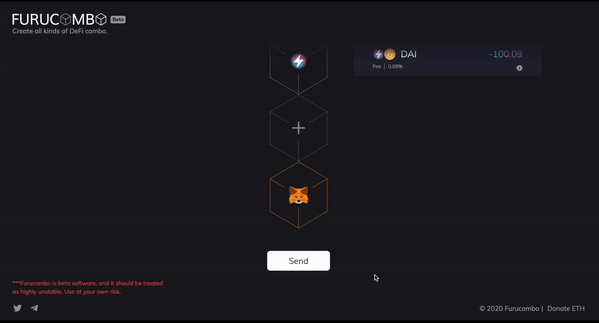 FURUCOMBO Beta
Create all kinds of DeFi combo.
DAI -100.09
Fee | 0.09%
Send
***Furucombo is beta software, and it should be treated
as highly unstable. Use at your own risk.
© 2020 Furucombo | Donate ETH